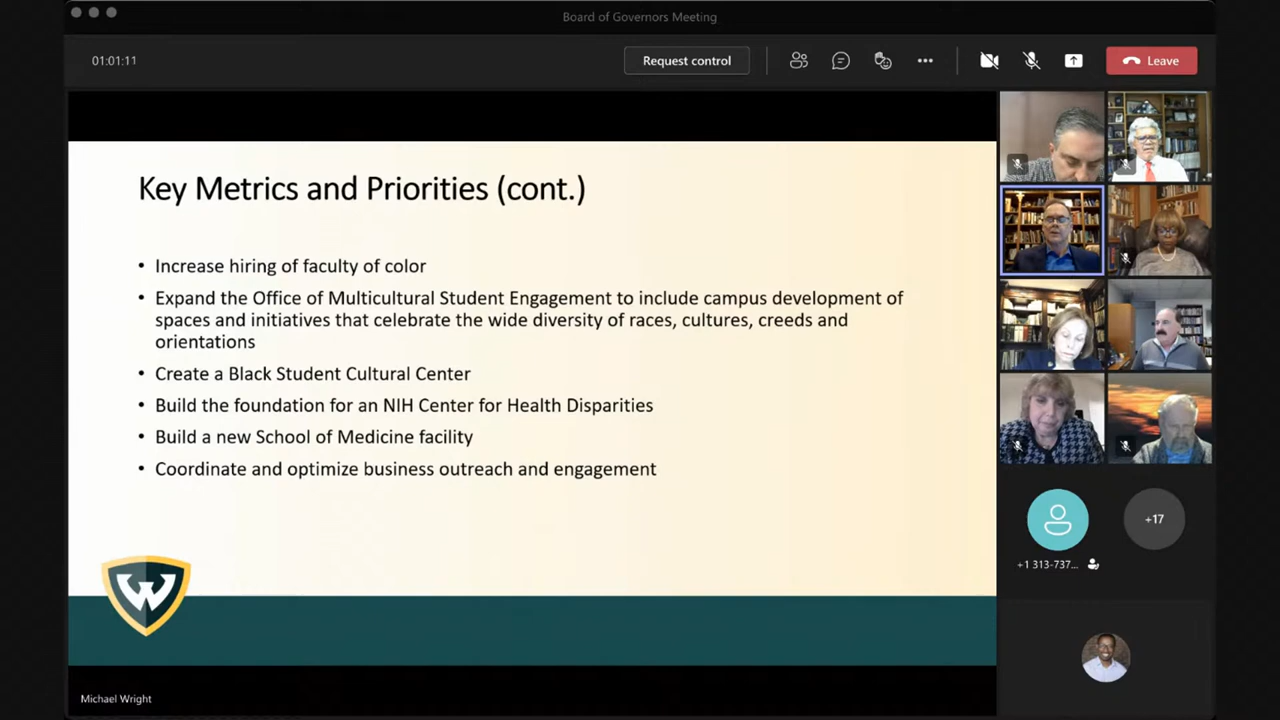 Board of Governors Meeting
01:01:11
Request control
Leave
Key Metrics and Priorities (cont.)
• Increase hiring of faculty of color
• Expand the Office of Multicultural Student Engagement to include campus development of
spaces and initiatives that celebrate the wide diversity of races, cultures, creeds and
orientations
• Create a Black Student Cultural Center
• Build the foundation for an NIH Center for Health Disparities
• Build a new School of Medicine facility
• Coordinate and optimize business outreach and engagement
W
+17
+1 313-737...
Michael Wright